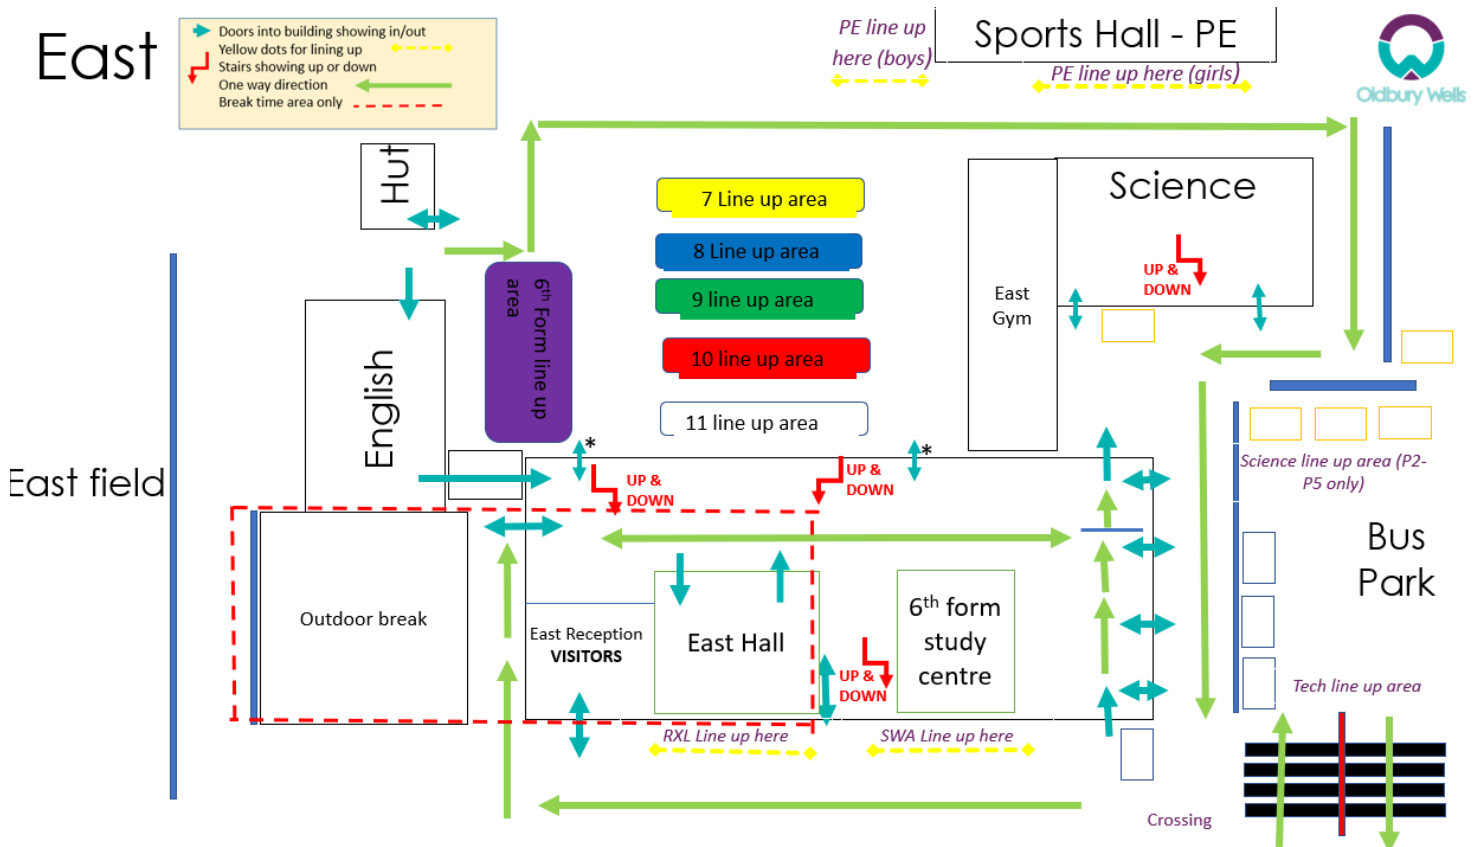 East
Doors into building showing in/out
Yellow dots for lining up
Stairs showing up or down
One way direction
Break time area only
PE line up
here (boys)
Sports Hall - PE
PE line up here (girls)
Oldbury Wells
Hut
7 Line up area
8 Line up area
9 line up area
10 line up area
11 line up area
6th Form line up
area
Science
UP &
DOWN
East
Gym
English
East field
*
*
UP &
DOWN
UP &
DOWN
Science line up area (P2-
P5 only)
Bus
Park
Outdoor break
East Reception
VISITORS
East Hall
6th form
study
centre
UP &
DOWN
Tech line up area
RXL Line up here
SWA Line up here
Crossing